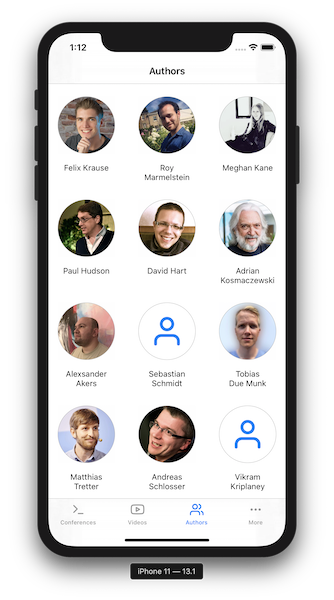 1:12
Authors
Felix Krause
Roy
Marmelstein
Meghan Kane
Paul Hudson
David Hart
Adrian
Kosmaczewski
Alexsander
Akers
Sebastian
Schmidt
Tobias
Due Munk
Matthias
Tretter
Andreas
Schlosser
Vikram
Kriplaney
Conferences
Videos
Authors
More
iPhone 11 — 13.1